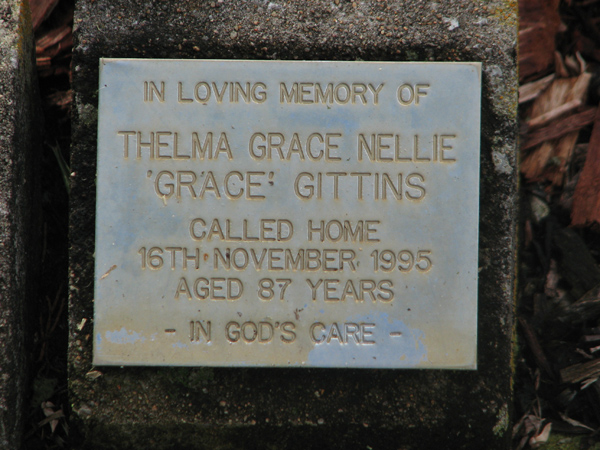 IN LOVING MEMORY OF
THELMA GRACE NELLIE
'GRACE' GITTINS
CALLED HOME
16TH NOVEMBER 1995
AGED 87 YEARS
- IN GOD'S CARE -